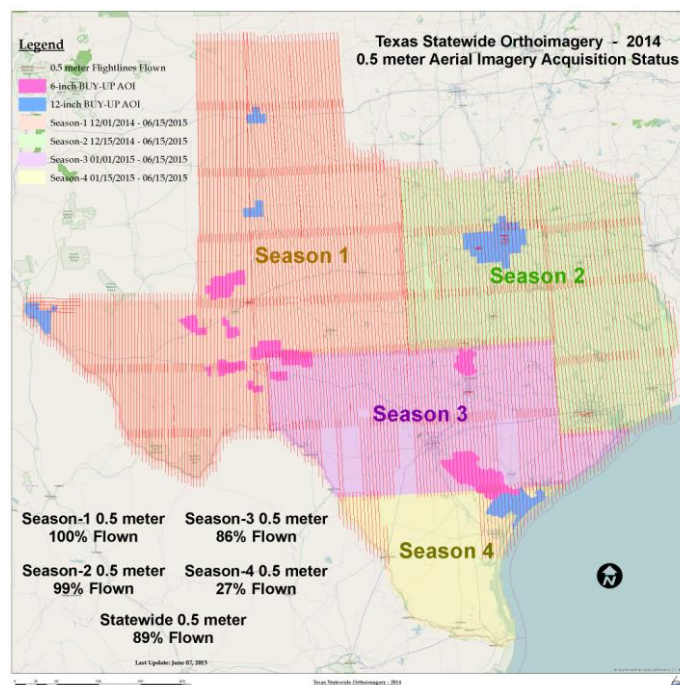 Texas Statewide Orthoimagery - 2014
0.5 meter Aerial Imagery Acquisition Status
Legend
0.5 meter Flightlines Flown
6-inch BUY-UP AOI
12-inch BUY-UP AOI
Season-1 12/01/2014 - 06/15/2015
Season-2 12/15/2014 - 06/15/2015
Season-3 01/01/2015 - 06/15/2015
Season-4 01/15/2015 - 06/15/2015
Season 1
Season 2
Season 3
Season 4
Season-1 0.5 meter
100% Flown
Season-3 0.5 meter
86% Flown
Season-2 0.5 meter
99% Flown
Season-4 0.5 meter
27% Flown
Statewide 0.5 meter
89% Flown
N
Last Update: June 07, 2015
Texas Statewide Orthoimagery - 2014